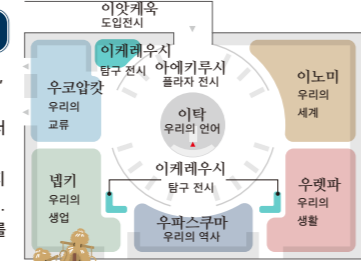 이앗케욱
도입전시
이케레우시
탐구 전시
아에키루시
플라자 전시
우코얍캇
우리의
교류
이노미
우리의
세계
이탁
우리의 언어
이케레우시
탐구 전시
넵키
우리의
생업
우렛파
우리의
생활
우파스쿠마
우리의 역사
를